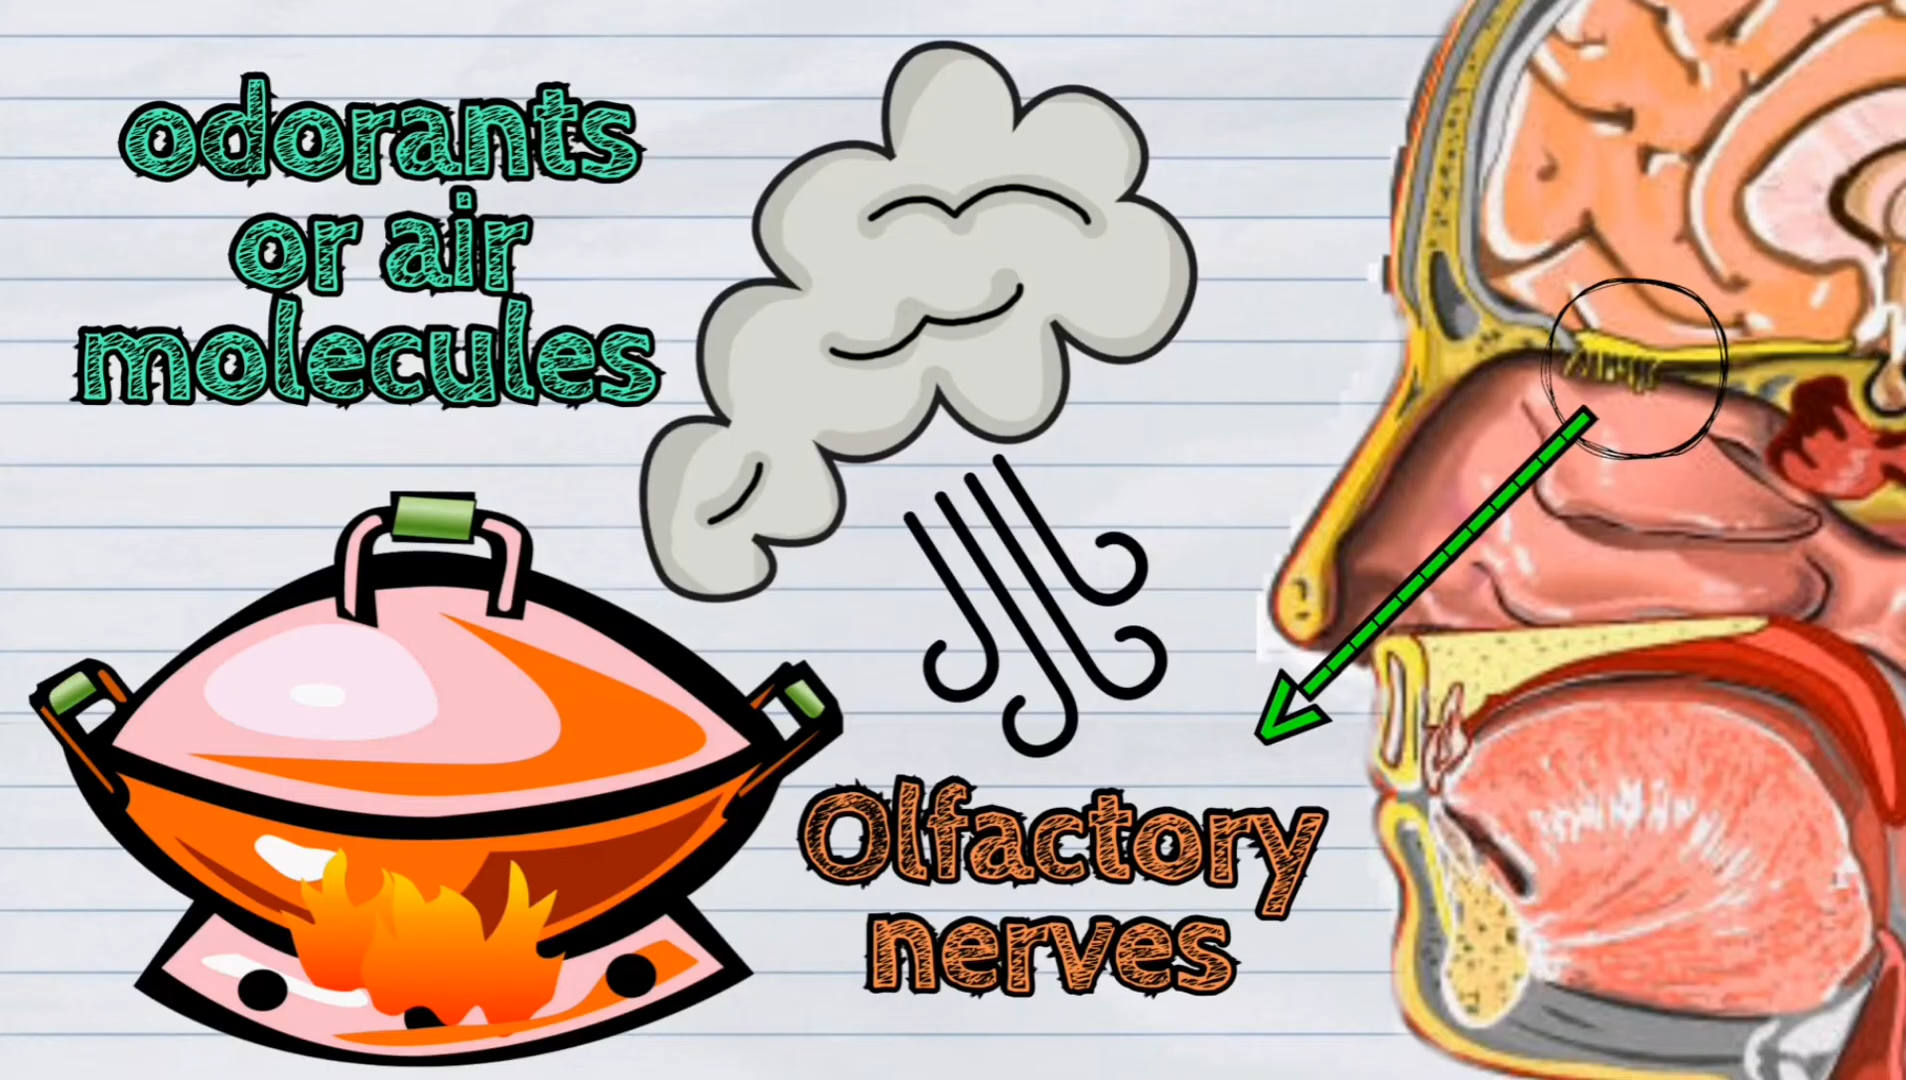 odorants
or air
molecules
Olfactory
nerves